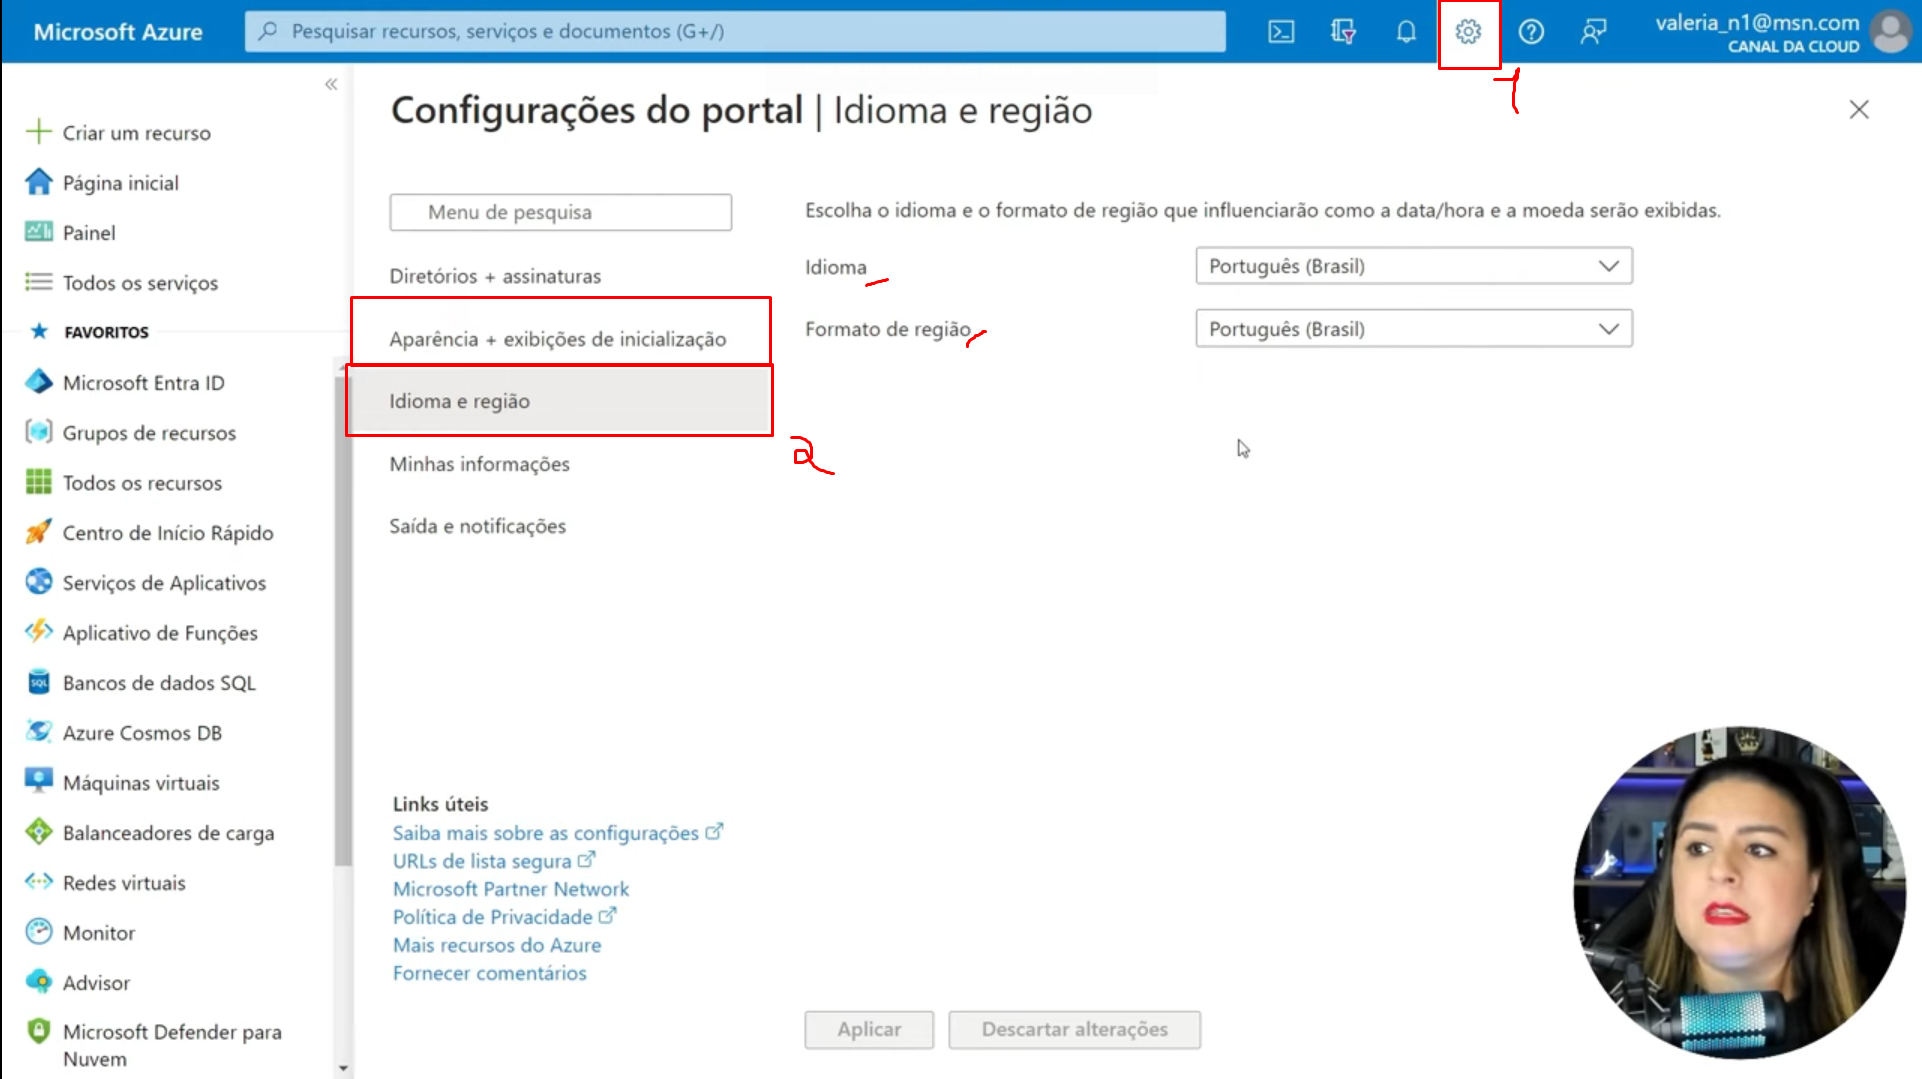 Microsoft Azure
Pesquisar recursos, serviços e documentos (G+/)
valeria_n1@msn.com
CANAL DA CLOUD
1
«
Criar um recurso
Página inicial
Painel
Todos os serviços
FAVORITOS
Microsoft Entra ID
Grupos de recursos
Todos os recursos
Centro de Início Rápido
Serviços de Aplicativos
Aplicativo de Funções
SQL
Bancos de dados SQL
Azure Cosmos DB
Máquinas virtuais
Balanceadores de carga
Redes virtuais
Monitor
Advisor
Microsoft Defender para
Nuvem
Configurações do portal | Idioma e região
Menu de pesquisa
Diretórios + assinaturas
Aparência + exibições de inicialização
Idioma e região
2
Minhas informações
Saída e notificações
Links úteis
Saiba mais sobre as configurações
URLs de lista segura
Microsoft Partner Network
Política de Privacidade
Mais recursos do Azure
Fornecer comentários
Escolha o idioma e o formato de região que influenciarão como a data/hora e a moeda serão exibidas.
Idioma
Português (Brasil)
Formato de região
Português (Brasil)
Aplicar
Descartar alterações